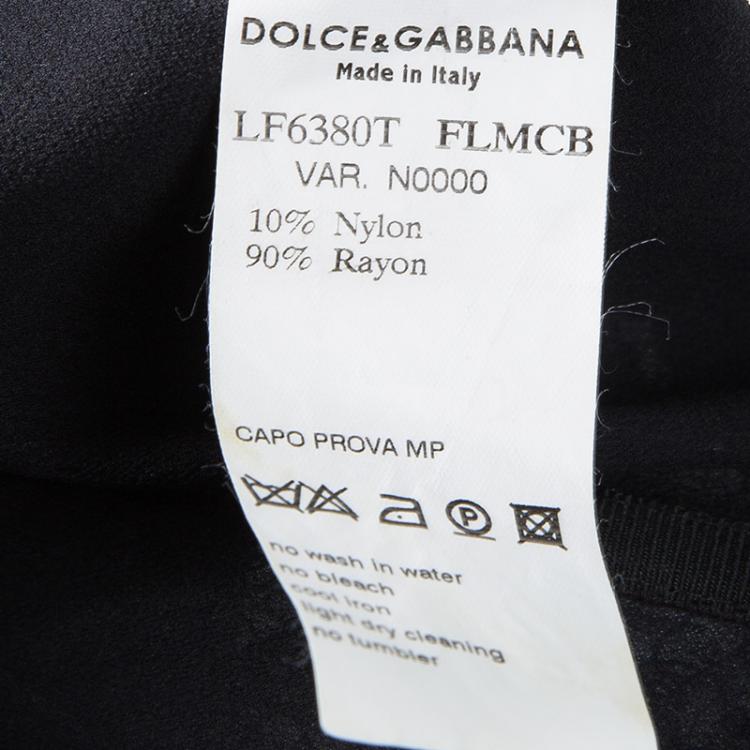 DOLCE&GABBANA
Made in Italy
LF6380T FLMCB
VAR. N0000
10% Nylon
90% Rayon
CAPO PROVA MP
P
no wash in water
no bleach
cool iron
light dry cleaning
no tumbler